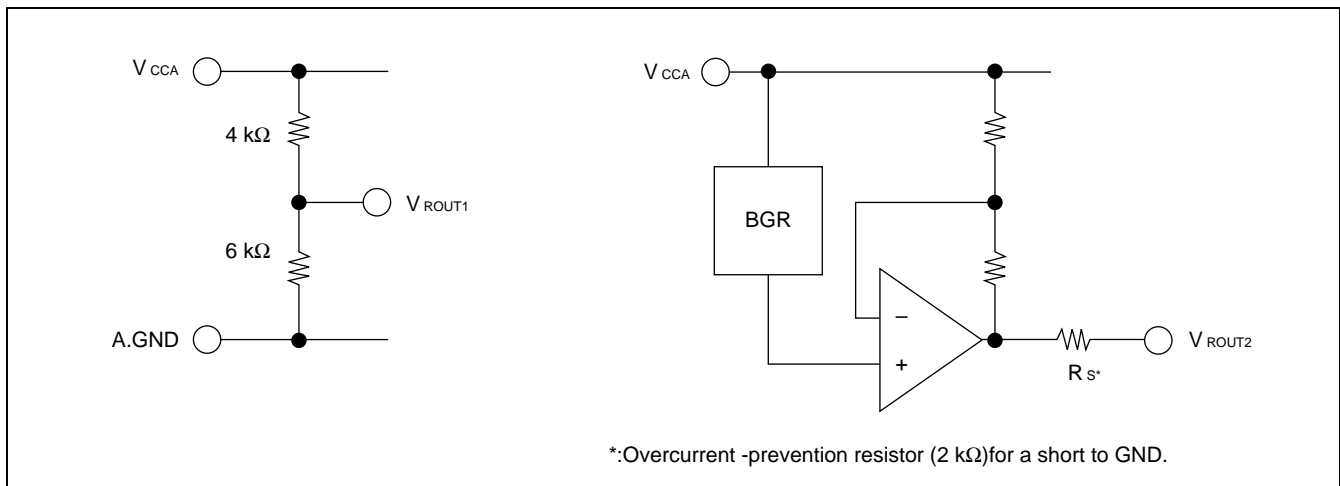 V CCA
4 kΩ
V ROUT1
6 kΩ
A.GND
V CCA
BGR
−
+
V ROUT2
R S*
*:Overcurrent -prevention resistor (2 kΩ)for a short to GND.